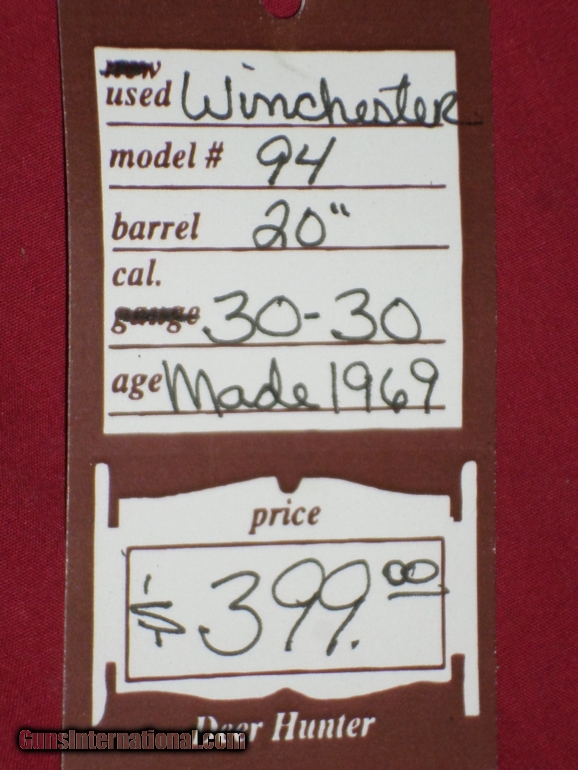 new
used Winchester
model # 94
barrel 20"
cal.
gauge 30-30
age Made 1969
price
$399.00
Deer Hunter
GunsInternational.com